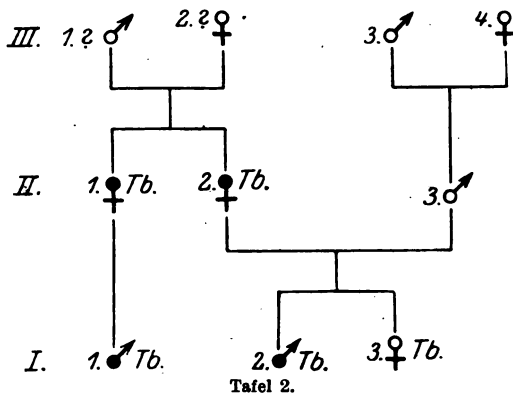 III. 1. ? 2. ? 3. 4.
II. 1. Tb. 2. Tb. 3.
I. 1. Tb. 2. Tb. 3. Tb.
Tafel 2.